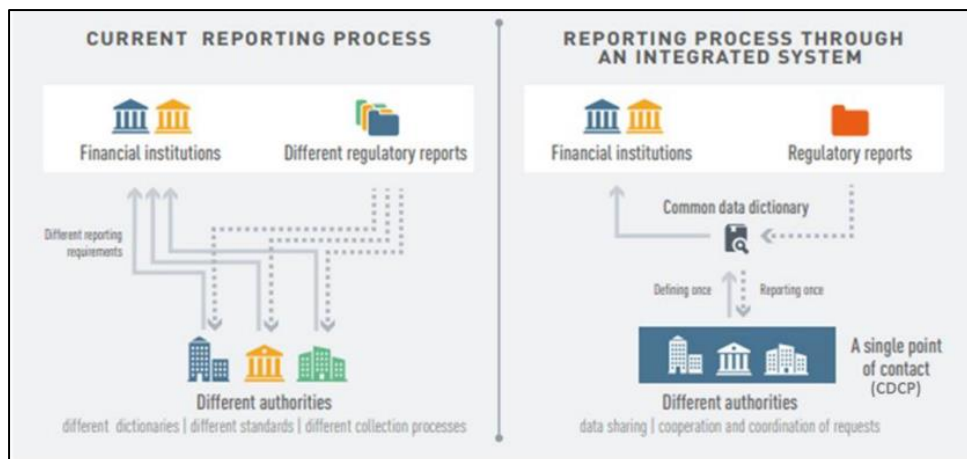 CURRENT REPORTING PROCESS
Financial institutions
Different regulatory reports
Different reporting
requirements
Different authorities
different dictionaries | different standards | different collection processes
REPORTING PROCESS THROUGH
AN INTEGRATED SYSTEM
Financial institutions
Regulatory reports
Common data dictionary
Defining once
Reporting once
A single point
of contact
(CDCP)
Different authorities
data sharing | cooperation and coordination of requests